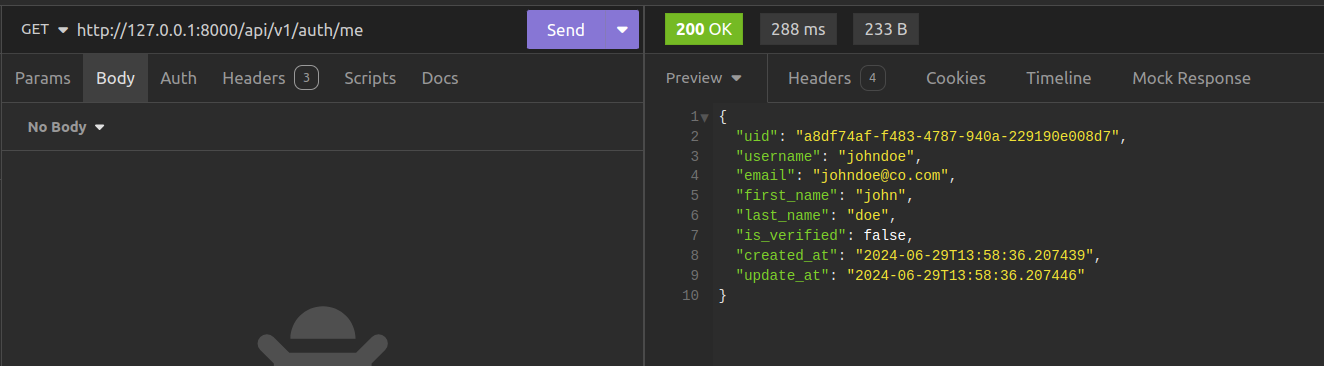 GET http://127.0.0.1:8000/api/v1/auth/me Send
200 OK 288 ms 233 B
Params Body Auth Headers 3 Scripts Docs
Preview Headers 4 Cookies Timeline Mock Response
No Body
1 {
2 "uid": "a8df74af-f483-4787-940a-229190e008d7",
3 "username": "johndoe",
4 "email": "johndoe@co.com",
5 "first_name": "john",
6 "last_name": "doe",
7 "is_verified": false,
8 "created_at": "2024-06-29T13:58:36.207439",
9 "update_at": "2024-06-29T13:58:36.207446"
10 }